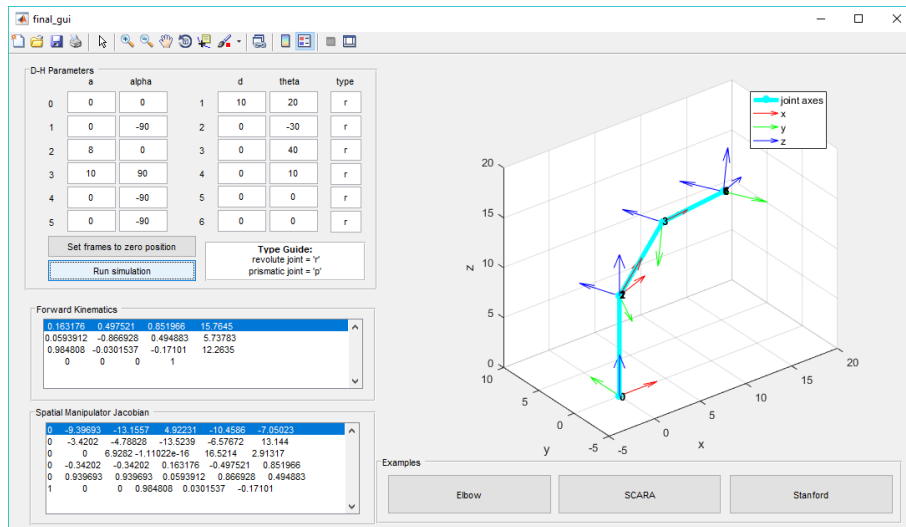 final_gui
D-H Parameters
a alpha d theta type
0 0 0 1 10 20 r
1 0 -90 2 0 -30 r
2 8 0 3 0 40 r
3 10 90 4 0 10 r
4 0 -90 5 0 0 r
5 0 -90 6 0 0 r
Set frames to zero position
Run simulation
Type Guide:
revolute joint = 'r'
prismatic joint = 'p'
Forward Kinematics
0.163176 0.497521 0.851966 15.7645
0.0593912 -0.866928 0.494883 5.73783
0.984808 -0.0301537 -0.17101 12.2635
0 0 0 1
Spatial Manipulator Jacobian
0 -9.39693 -13.1557 4.92231 -10.4586 -7.05023
0 -3.4202 -4.78828 -13.5239 -6.57672 13.144
0 0 6.9282 -1.11022e-16 16.5214 2.91317
0 -0.34202 -0.34202 0.163176 -0.497521 0.851966
0 0.939693 0.939693 0.0593912 0.866928 0.494883
1 0 0 0.984808 0.0301537 -0.17101
joint axes
x
y
z
20
15
10
5
0
z
10
5
0
-5
y
-5
0
5
10
15
20
x
0
3
Examples
Elbow
SCARA
Stanford